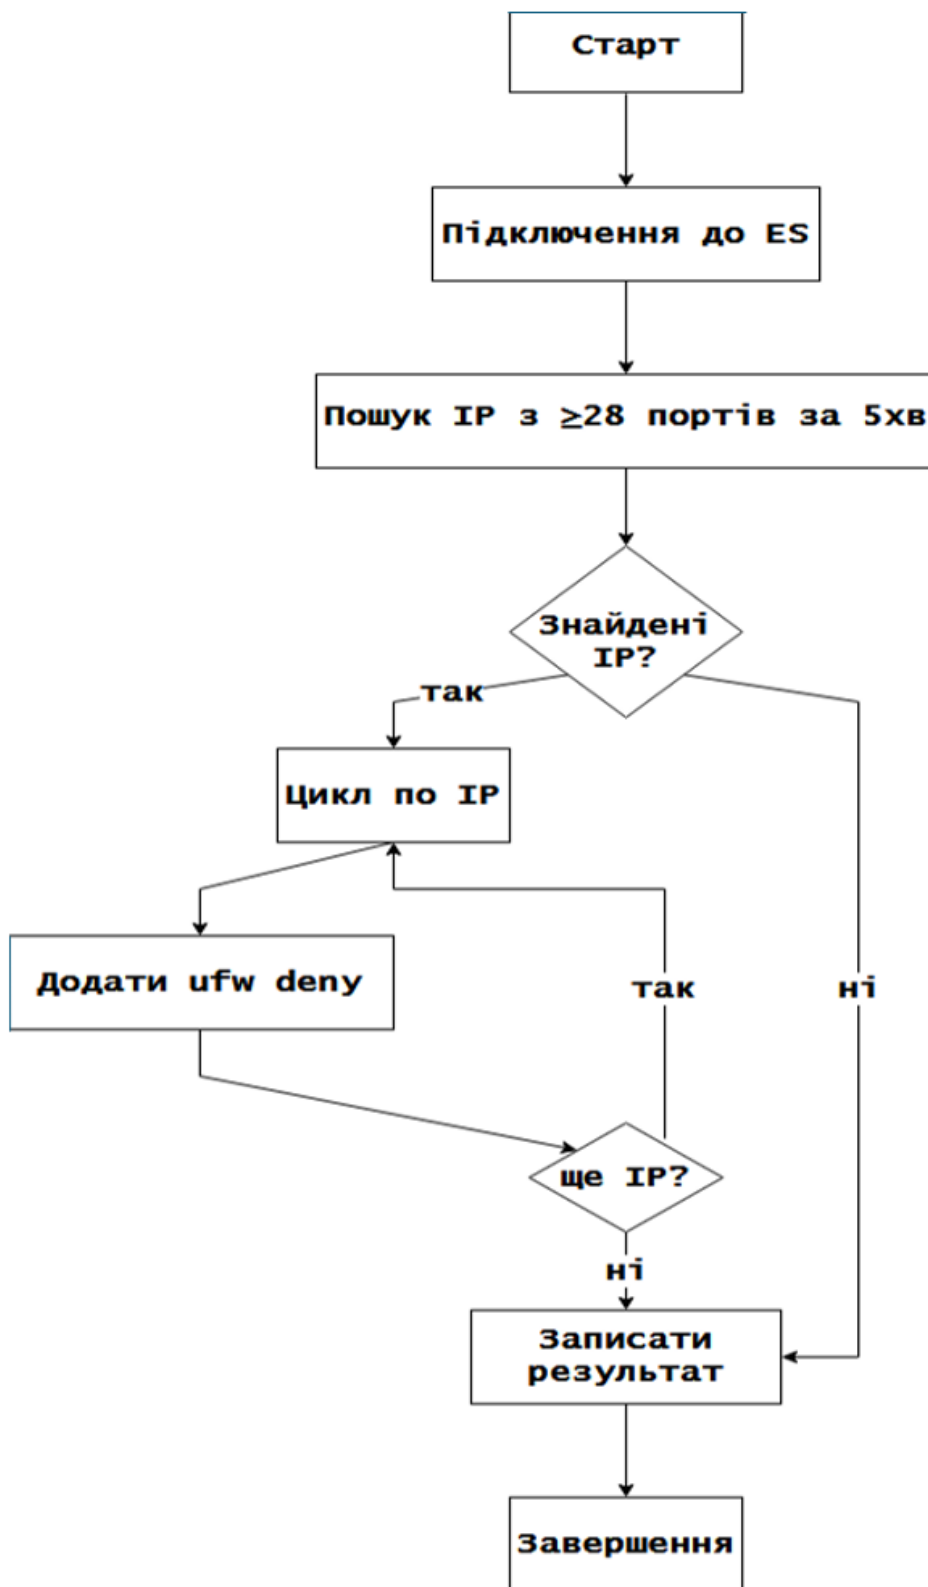 Старт
Підключення до ES
Пошук IP з ≥28 портів за 5хв
Знайдені
IP?
так
Цикл по IP
Додати ufw deny
так
ні
ще IP?
ні
Записати
результат
Завершення